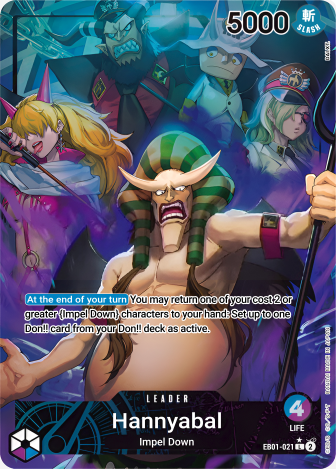 5000
斬
SLASH
At the end of your turn You may return one of your cost 2 or
greater {Impel Down} characters to your hand: Set up to one
Don!! card from your Don!! deck as active.
LEADER
Hannyabal
4
LIFE
Impel Down
EB01-021 L 2